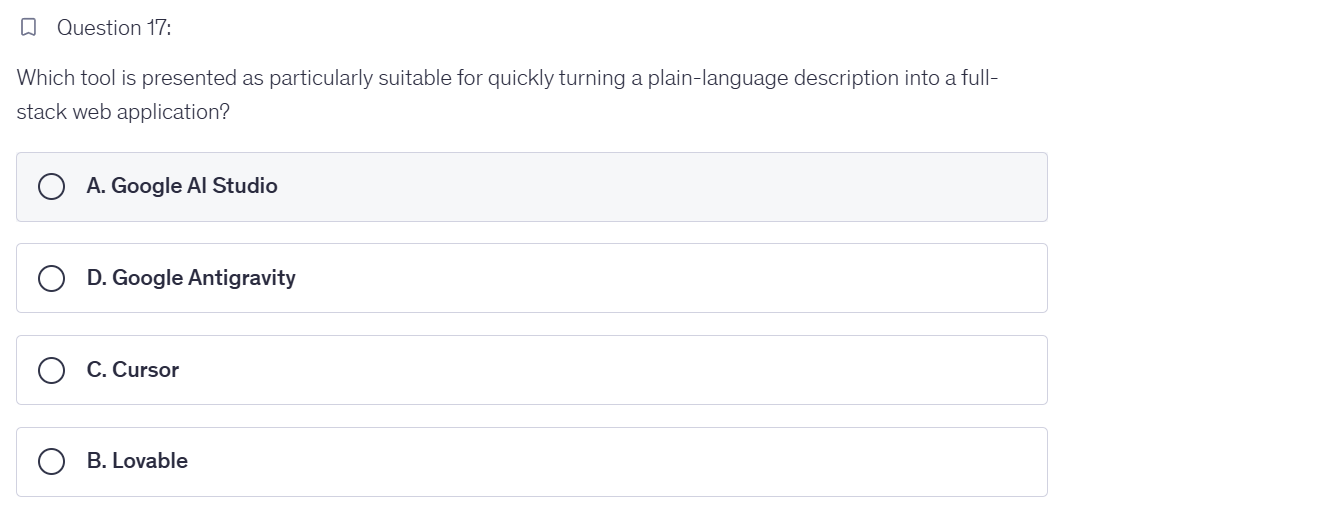 Question 17:
Which tool is presented as particularly suitable for quickly turning a plain-language description into a full-
stack web application?
A. Google AI Studio
D. Google Antigravity
C. Cursor
B. Lovable